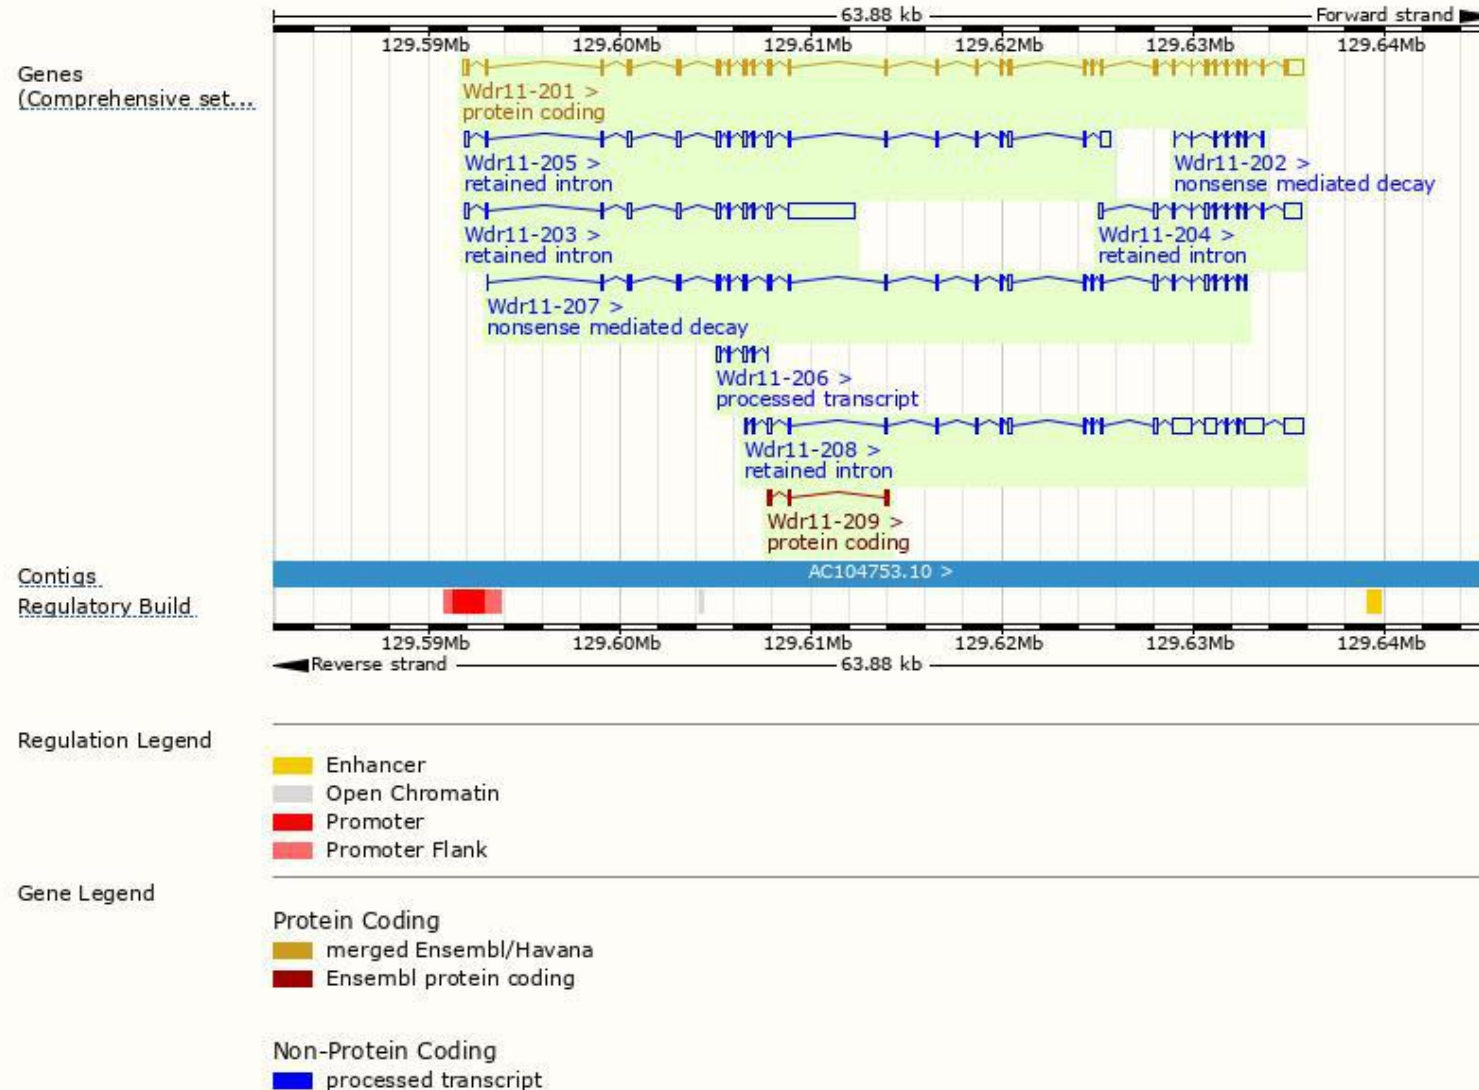 63.88 kb Forward strand
129.59Mb 129.60Mb 129.61Mb 129.62Mb 129.63Mb 129.64Mb
Genes
(Comprehensive set...
Wdr11-201 >
protein coding
Wdr11-205 > Wdr11-202 >
retained intron nonsense mediated decay
Wdr11-203 > Wdr11-204 >
retained intron retained intron
Wdr11-207 >
nonsense mediated decay
Wdr11-206 >
processed transcript
Wdr11-208 >
retained intron
Wdr11-209 >
protein coding
Contigs AC104753.10 >
Regulatory Build
129.59Mb 129.60Mb 129.61Mb 129.62Mb 129.63Mb 129.64Mb
Reverse strand 63.88 kb
Regulation Legend
Enhancer
Open Chromatin
Promoter
Promoter Flank
Gene Legend
Protein Coding
merged Ensembl/Havana
Ensembl protein coding
Non-Protein Coding
processed transcript